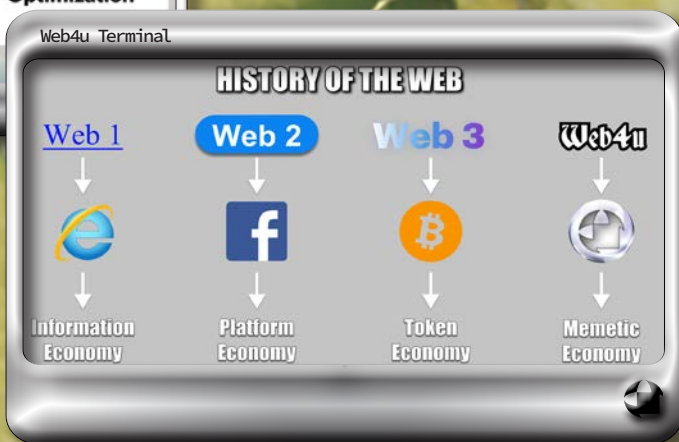 Optimization
Web4u Terminal
HISTORY OF THE WEB
Web 1
Web 2
Web 3
Web4u
Information
Economy
Platform
Economy
Token
Economy
Memetic
Economy